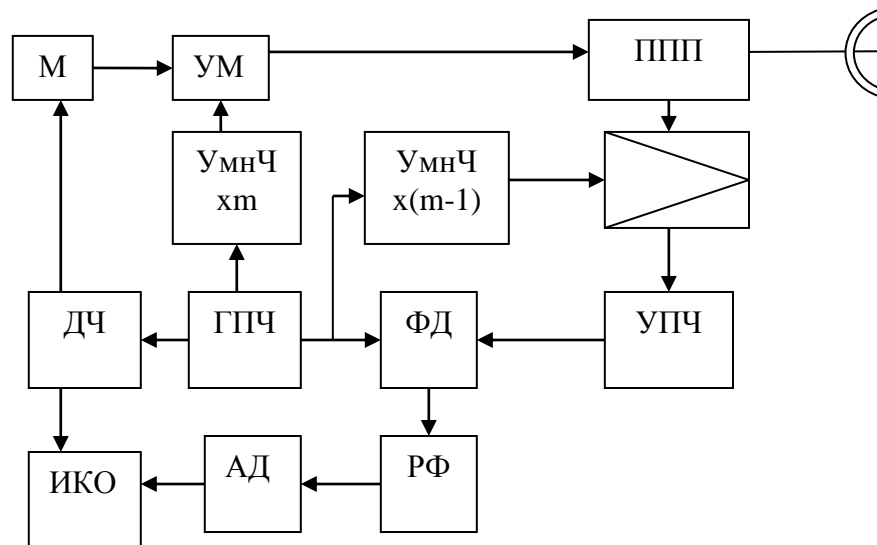 М
УМ
ППП
УмнЧ
xm
УмнЧ
x(m-1)
ДЧ
ГПЧ
ФД
УПЧ
ИКО
АД
РФ